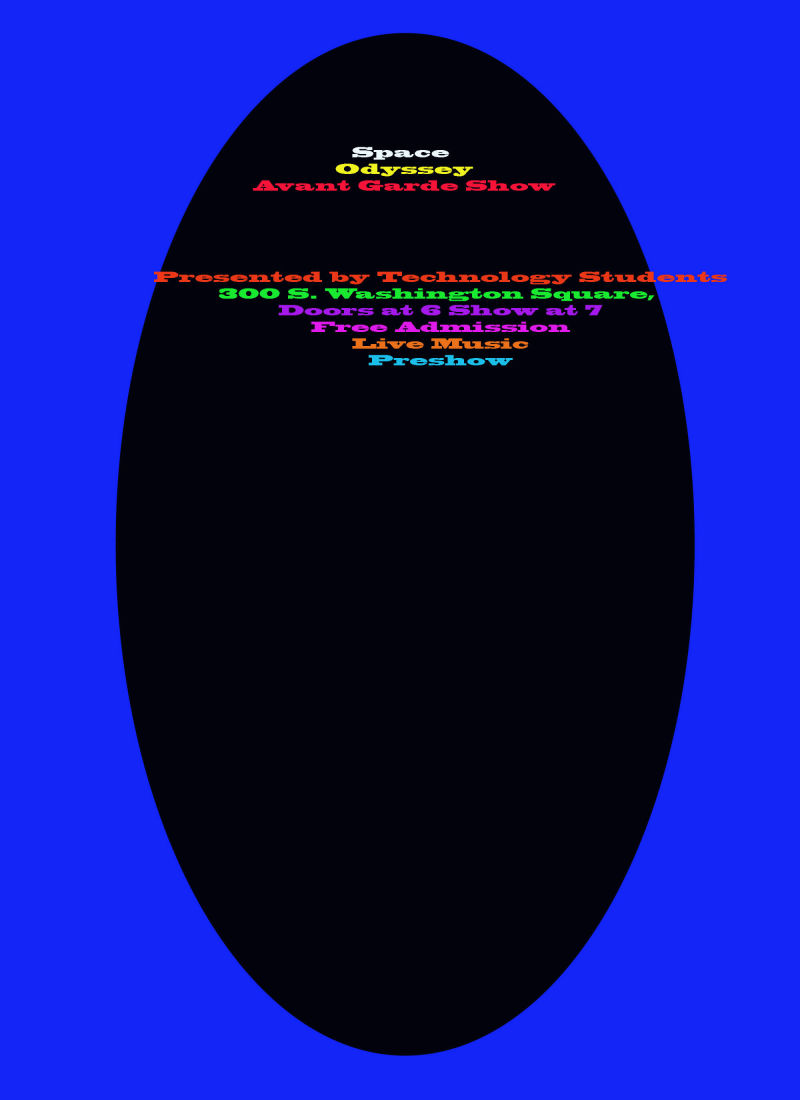 Space
Odyssey
Avant Garde Show
Presented by Technology Students
300 S. Washington Square,
Doors at 6 Show at 7
Free Admission
Live Music
Preshow